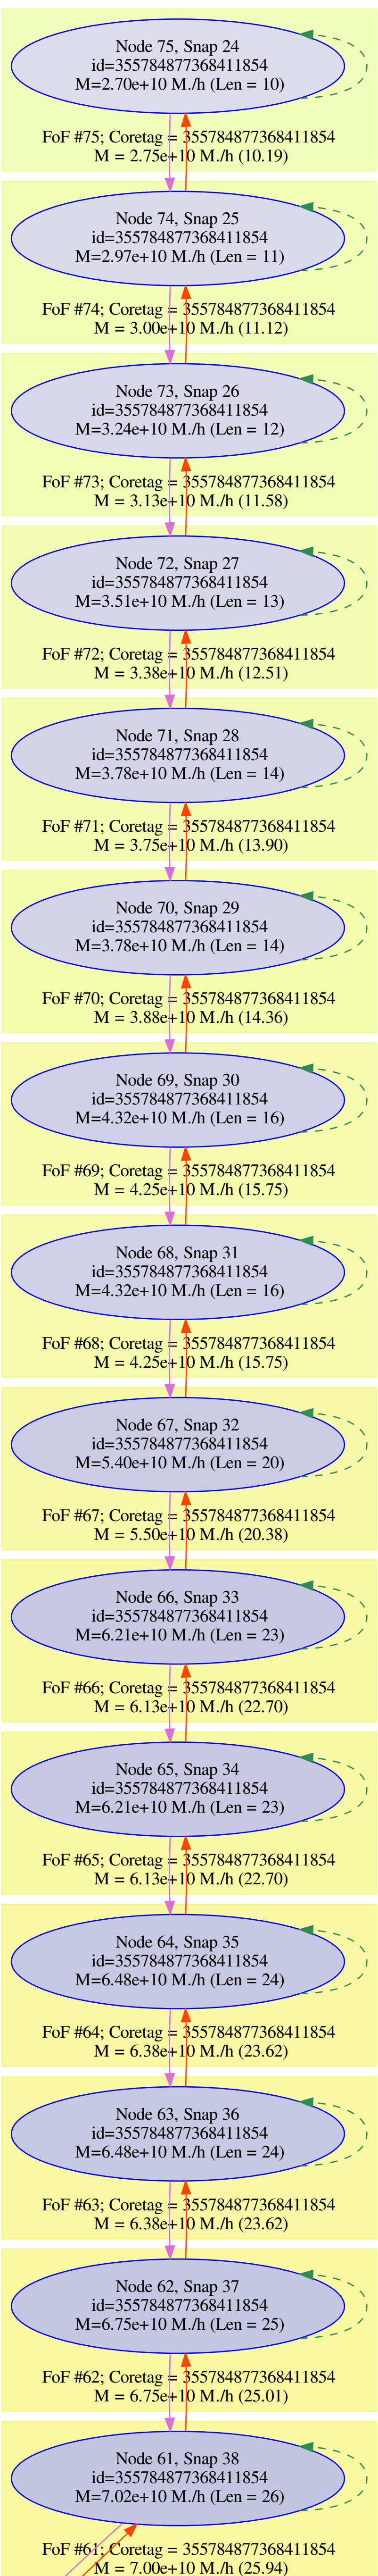 Node 75, Snap 24
id=355784877368411854
M=2.70e+10 M./h (Len = 10)
FoF #75; Coretag = 355784877368411854
M = 2.75e+10 M./h (10.19)
Node 74, Snap 25
id=355784877368411854
M=2.97e+10 M./h (Len = 11)
FoF #74; Coretag = 355784877368411854
M = 3.00e+10 M./h (11.12)
Node 73, Snap 26
id=355784877368411854
M=3.24e+10 M./h (Len = 12)
FoF #73; Coretag = 355784877368411854
M = 3.13e+10 M./h (11.58)
Node 72, Snap 27
id=355784877368411854
M=3.51e+10 M./h (Len = 13)
FoF #72; Coretag = 355784877368411854
M = 3.38e+10 M./h (12.51)
Node 71, Snap 28
id=355784877368411854
M=3.78e+10 M./h (Len = 14)
FoF #71; Coretag = 355784877368411854
M = 3.75e+10 M./h (13.90)
Node 70, Snap 29
id=355784877368411854
M=3.78e+10 M./h (Len = 14)
FoF #70; Coretag = 355784877368411854
M = 3.88e+10 M./h (14.36)
Node 69, Snap 30
id=355784877368411854
M=4.32e+10 M./h (Len = 16)
FoF #69; Coretag = 355784877368411854
M = 4.25e+10 M./h (15.75)
Node 68, Snap 31
id=355784877368411854
M=4.32e+10 M./h (Len = 16)
FoF #68; Coretag = 355784877368411854
M = 4.25e+10 M./h (15.75)
Node 67, Snap 32
id=355784877368411854
M=5.40e+10 M./h (Len = 20)
FoF #67; Coretag = 355784877368411854
M = 5.50e+10 M./h (20.38)
Node 66, Snap 33
id=355784877368411854
M=6.21e+10 M./h (Len = 23)
FoF #66; Coretag = 355784877368411854
M = 6.13e+10 M./h (22.70)
Node 65, Snap 34
id=355784877368411854
M=6.21e+10 M./h (Len = 23)
FoF #65; Coretag = 355784877368411854
M = 6.13e+10 M./h (22.70)
Node 64, Snap 35
id=355784877368411854
M=6.48e+10 M./h (Len = 24)
FoF #64; Coretag = 355784877368411854
M = 6.38e+10 M./h (23.62)
Node 63, Snap 36
id=355784877368411854
M=6.48e+10 M./h (Len = 24)
FoF #63; Coretag = 355784877368411854
M = 6.38e+10 M./h (23.62)
Node 62, Snap 37
id=355784877368411854
M=6.75e+10 M./h (Len = 25)
FoF #62; Coretag = 355784877368411854
M = 6.75e+10 M./h (25.01)
Node 61, Snap 38
id=355784877368411854
M=7.02e+10 M./h (Len = 26)
FoF #61; Coretag = 355784877368411854
M = 7.00e+10 M./h (25.94)